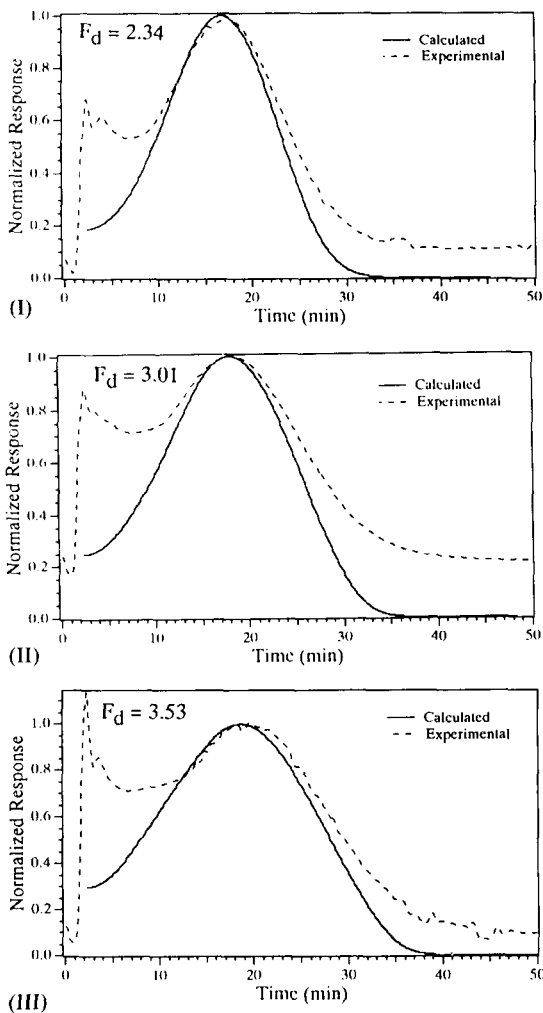 F_d = 2.34
Calculated
Experimental
Normalized Response
1.0
0.8
0.6
0.4
0.2
0.0
0 10 20 30 40 50
Time (min)
(I)
F_d = 3.01
Calculated
Experimental
Normalized Response
1.0
0.8
0.6
0.4
0.2
0.0
0 10 20 30 40 50
Time (min)
(II)
F_d = 3.53
Calculated
Experimental
Normalized Response
1.0
0.8
0.6
0.4
0.2
0.0
0 10 20 30 40 50
Time (min)
(III)